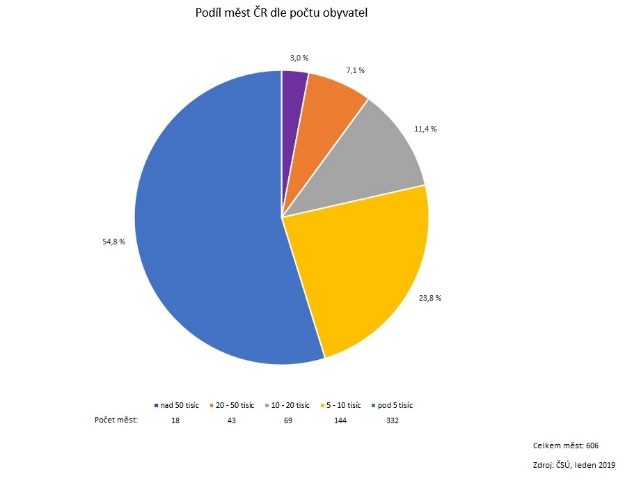 Podíl měst ČR dle počtu obyvatel
3,0 %
7,1 %
11,4 %
54,8 %
23,8 %
nad 50 tisíc 20 - 50 tisíc 10 - 20 tisíc 5 - 10 tisíc pod 5 tisíc
Počet měst: 18 43 69 144 332
Celkem měst: 606
Zdroj: ČSÚ, leden 2019